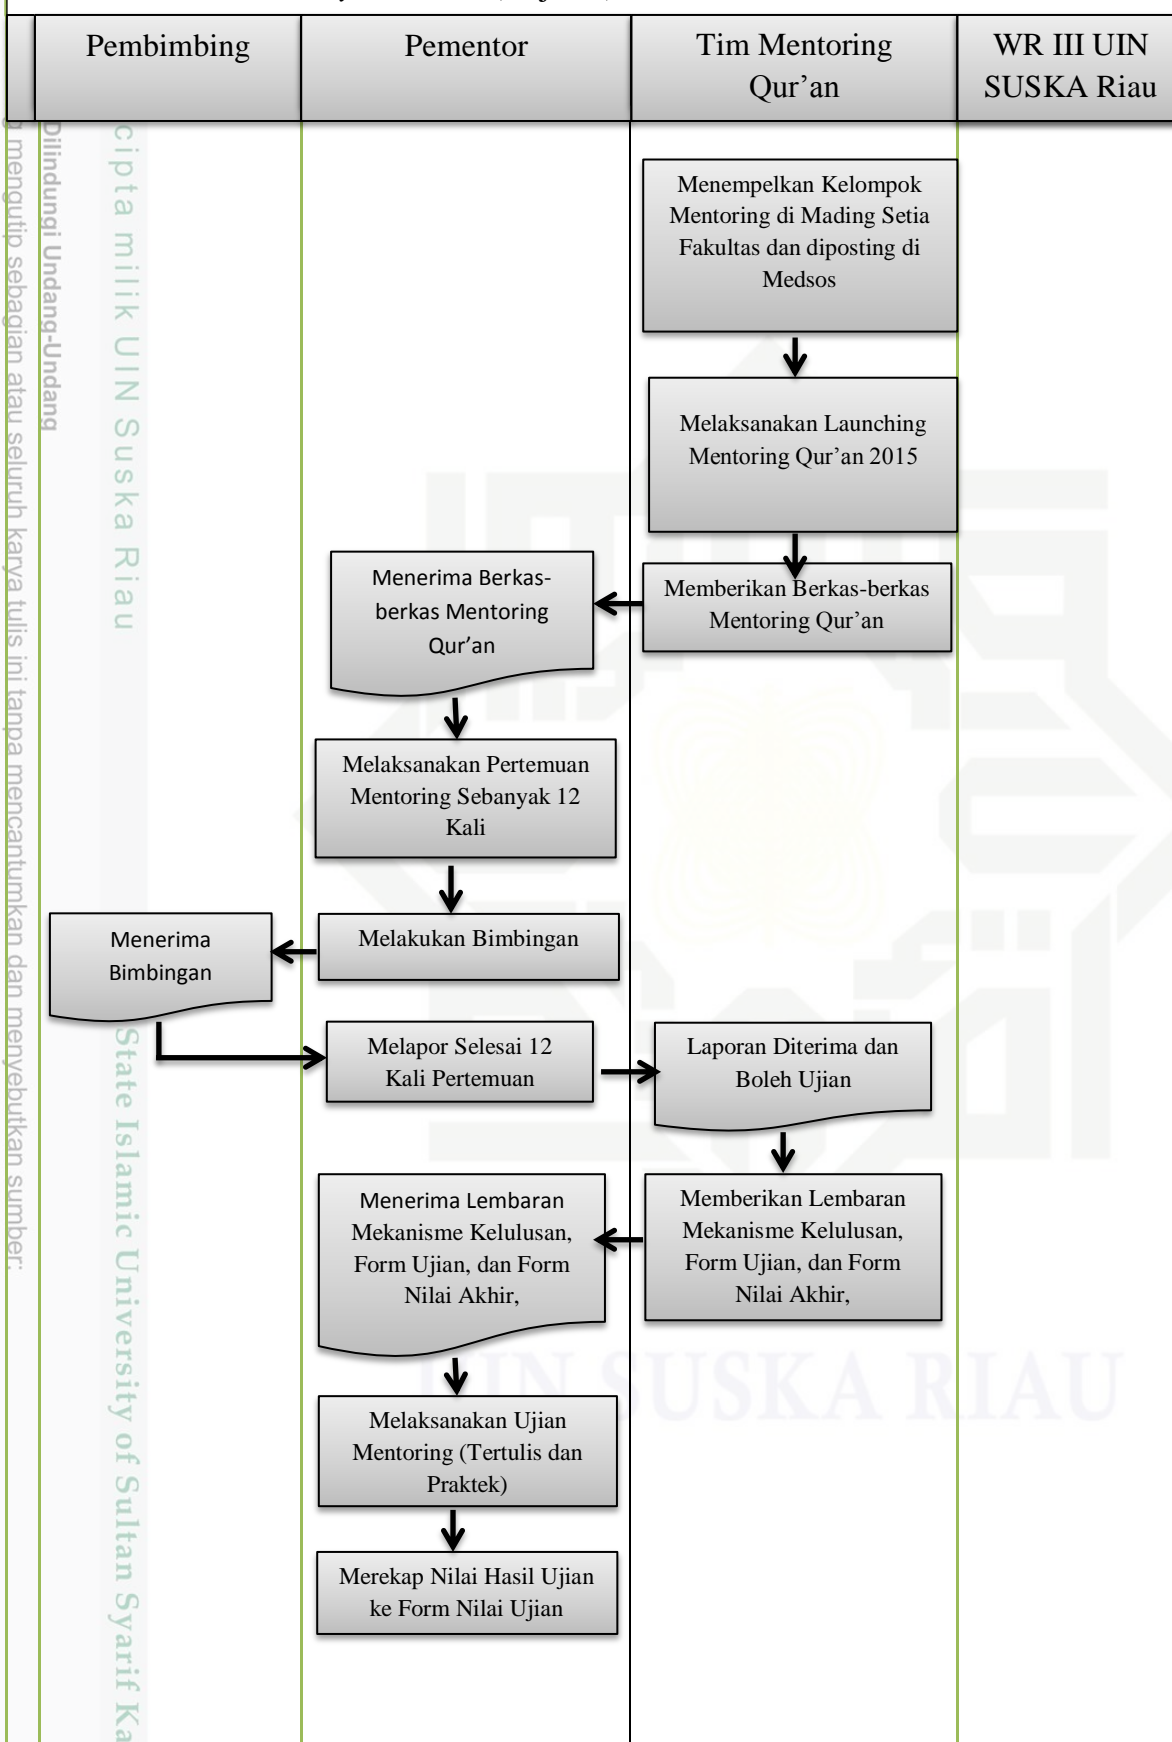 Pembimbing
Pementor
Tim Mentoring
Qur’an
WR III UIN
SUSKA Riau
Menempelkan Kelompok
Mentoring di Mading Setia
Fakultas dan diposting di
Medsos
Melaksanakan Launching
Mentoring Qur’an 2015
Memberikan Berkas-berkas
Mentoring Qur’an
Menerima Berkas-
berkas Mentoring
Qur’an
Melaksanakan Pertemuan
Mentoring Sebanyak 12
Kali
Melakukan Bimbingan
Menerima
Bimbingan
Melapor Selesai 12
Kali Pertemuan
Laporan Diterima dan
Boleh Ujian
Memberikan Lembaran
Mekanisme Kelulusan,
Form Ujian, dan Form
Nilai Akhir,
Menerima Lembaran
Mekanisme Kelulusan,
Form Ujian, dan Form
Nilai Akhir,
Melaksanakan Ujian
Mentoring (Tertulis dan
Praktek)
Merekap Nilai Hasil Ujian
ke Form Nilai Ujian
cipta milik UIN Suska Riau
State Islamic University of Sultan Syarif Ka
Dilindungi Undang-Undang
mengutip sebagian atau seluruh karya tulis ini tanpa mencantumkan dan menyebutkan sumber:
UIN SUSKA RIAU